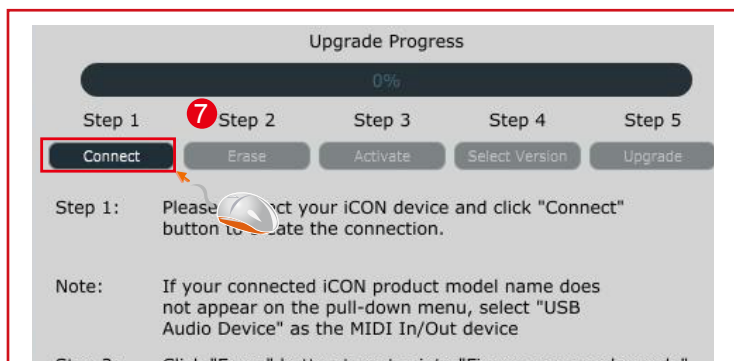 Upgrade Progress
0%
Step 1 7 Step 2 Step 3 Step 4 Step 5
Connect Erase Activate Select Version Upgrade
Step 1: Please your iCON device and click "Connect"
button to the connection.
Note: If your connected iCON product model name does
not appear on the pull-down menu, select "USB
Audio Device" as the MIDI In/Out device